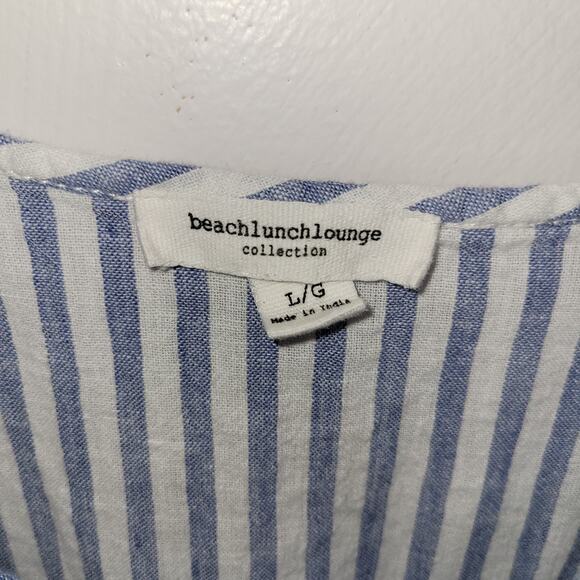 beachlunchlounge
collection
L/G
Made in India